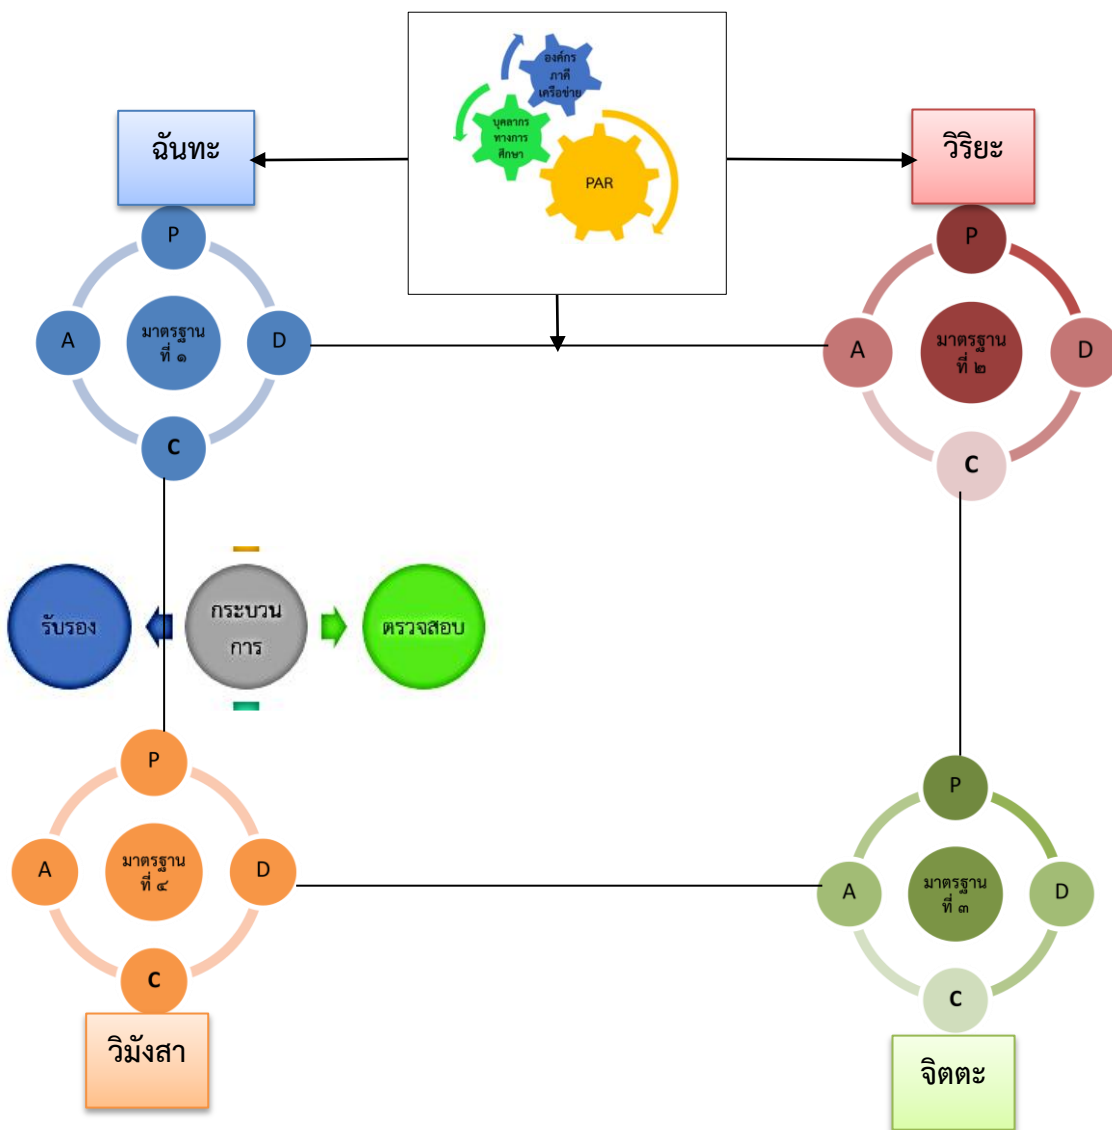 องค์กร
ภาคี
เครือข่าย
บุคลากร
ทางการ
ศึกษา
PAR
ฉันทะ
วิริยะ
P
A
มาตรฐาน
ที่ ๑
D
C
P
A
มาตรฐาน
ที่ ๒
D
C
รับรอง
กระบวน
การ
ตรวจสอบ
P
A
มาตรฐาน
ที่ ๔
D
C
วิมังสา
P
A
มาตรฐาน
ที่ ๓
D
C
จิตตะ